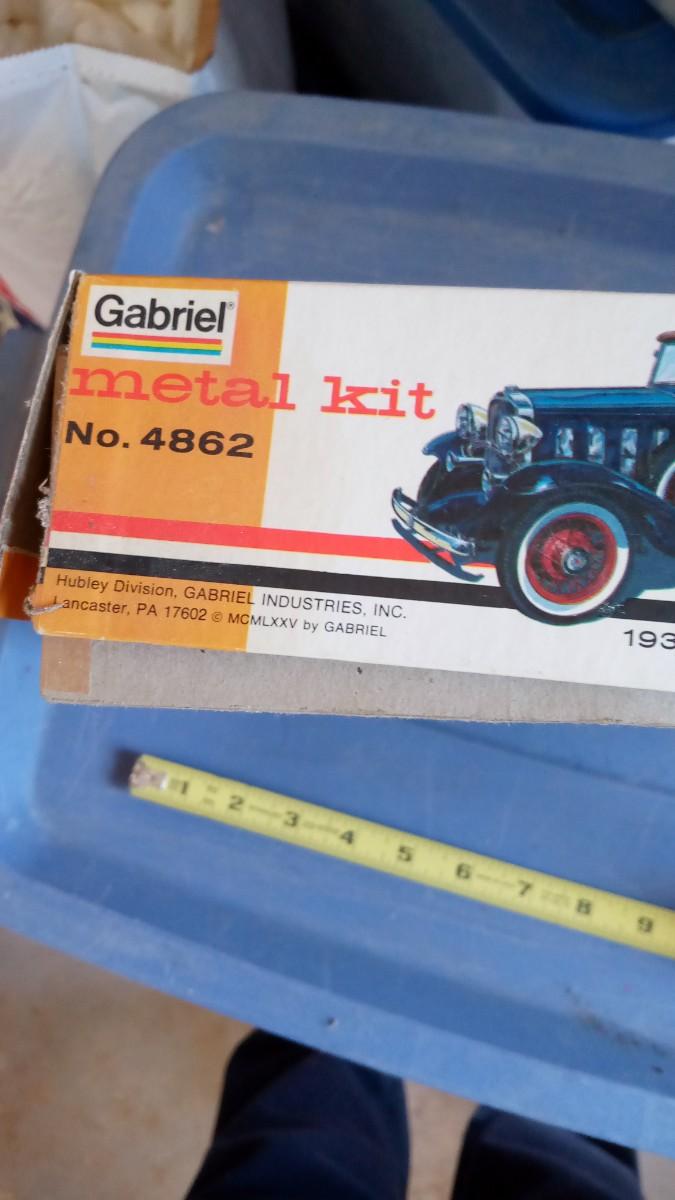 Gabriel®
metal kit
No. 4862
Hubley Division, GABRIEL INDUSTRIES, INC.
Lancaster, PA 17602 © MCMLXXV by GABRIEL
193
1 2 3 4 5 6 7 8 9